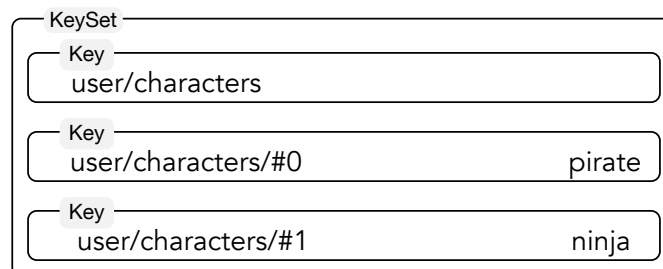 KeySet
Key
user/characters
Key
user/characters/#0 pirate
Key
user/characters/#1 ninja